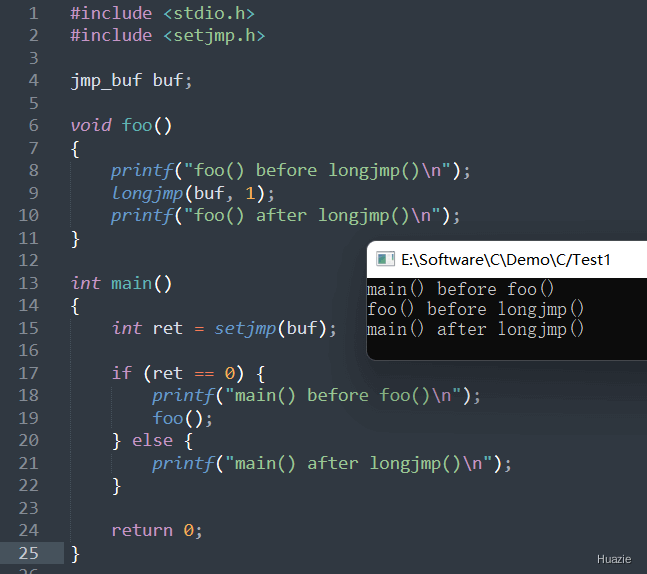 1 #include <stdio.h>
2 #include <setjmp.h>
3
4 jmp_buf buf;
5
6 void foo()
7 {
8     printf("foo() before longjmp()\n");
9     longjmp(buf, 1);
10     printf("foo() after longjmp()\n");
11 }
12
13 int main()
14 {
15     int ret = setjmp(buf);
16
17     if (ret == 0) {
18         printf("main() before foo()\n");
19         foo();
20     } else {
21         printf("main() after longjmp()\n");
22     }
23
24     return 0;
25 }
E:\Software\C\Demo\C/Test1
main() before foo()
foo() before longjmp()
main() after longjmp()
Huazie